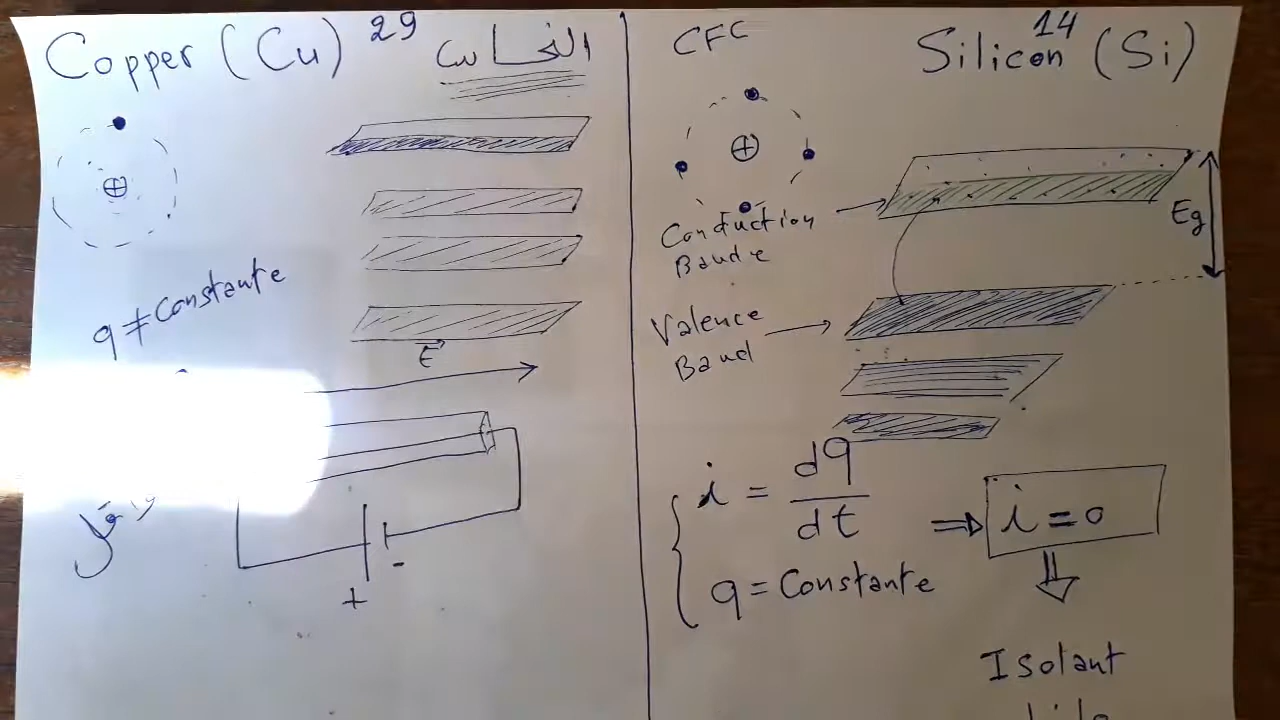 Copper (Cu) 29 النحاس
q ≠ Constante
E
+ -
CFC Silicon 14 (Si)
Conduction
Bande
Eg
Valence
Band
i = dq/dt ⇒ i = 0
q = Constante
Isolant